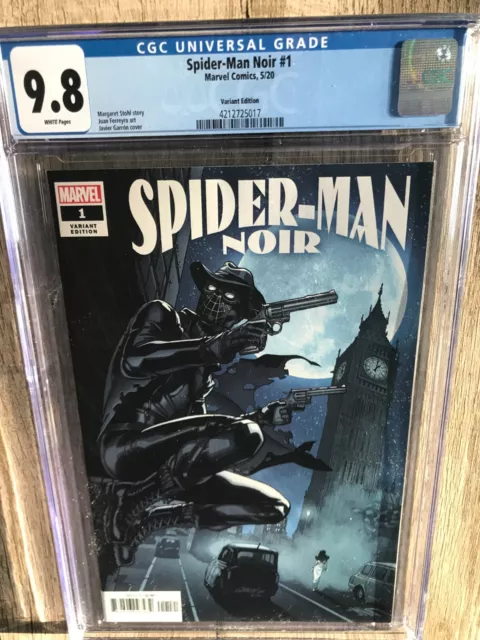 CGC UNIVERSAL GRADE
9.8
WHITE Pages
Spider-Man Noir #1
Marvel Comics, 5/20
Variant Edition
4212725017
Margaret Stohl story
Juan Ferreyra art
Javier Garrón cover
MARVEL
1
VARIANT
EDITION
SPIDER-MAN
NOIR